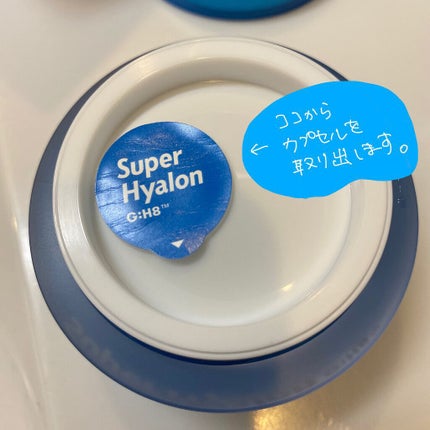 Super
Hyalon
G:H8™
ココから
← カプセルを
取り出します。